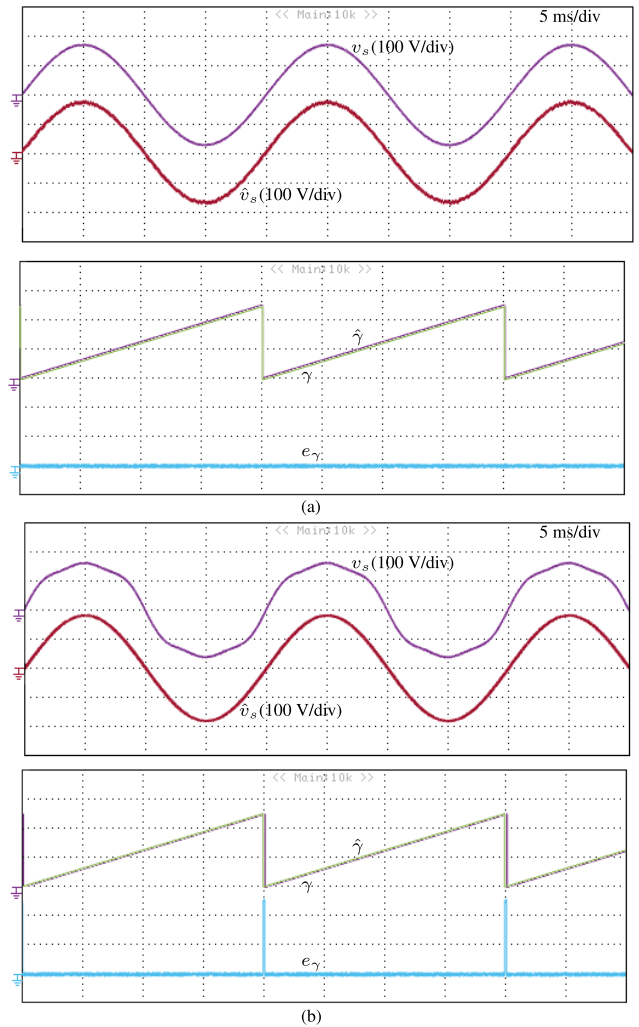 << Main:10k >>
5 ms/div
v_s (100 V/div)
v̂_s (100 V/div)
<< Main:10k >>
γ̂
γ
e_γ
(a)
<< Main:10k >>
5 ms/div
v_s (100 V/div)
v̂_s (100 V/div)
<< Main:10k >>
γ̂
γ
e_γ
(b)